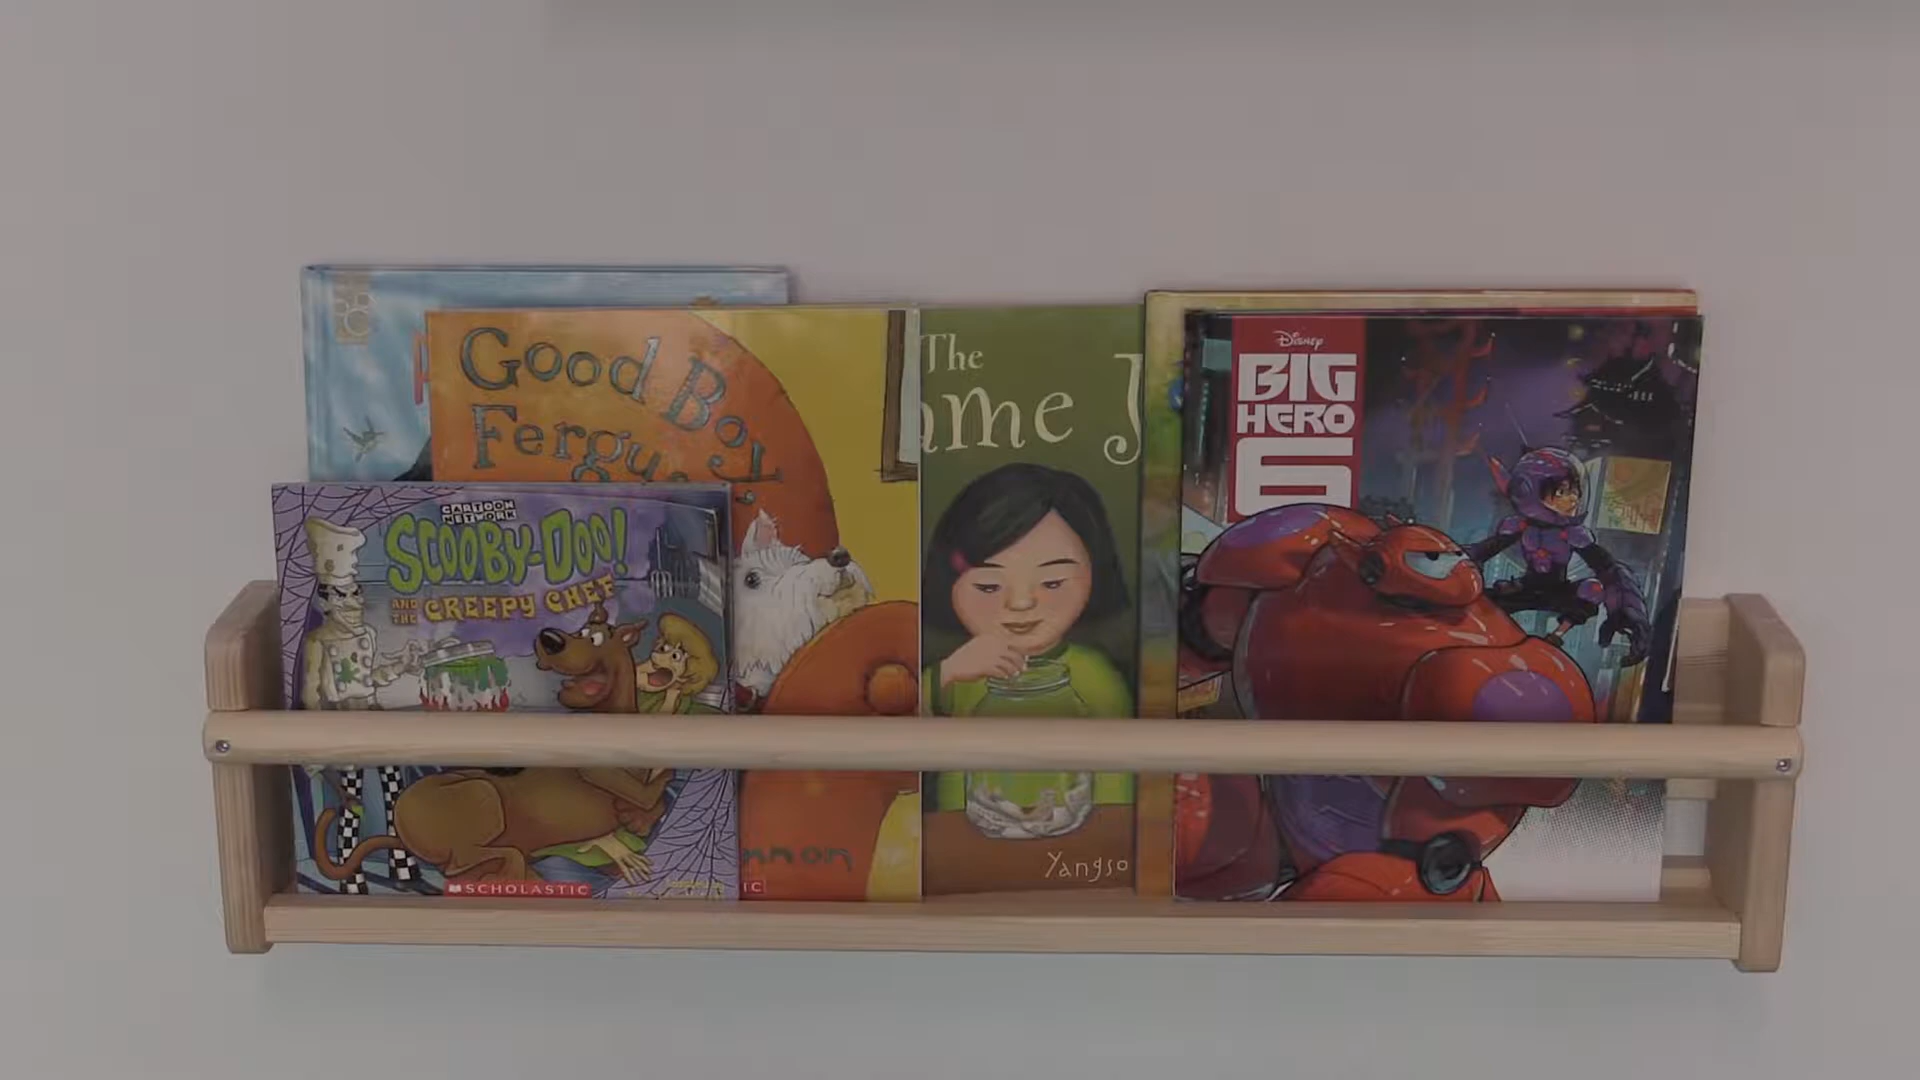 Good Boy,
Fergu
CARTOON
NETWORK
SCOOBY-DOO!
AND
THE
CREEPY CHEF
SCHOLASTIC
nnon
IC
The
ame J
Yangso
Disney
BIG
HERO
6